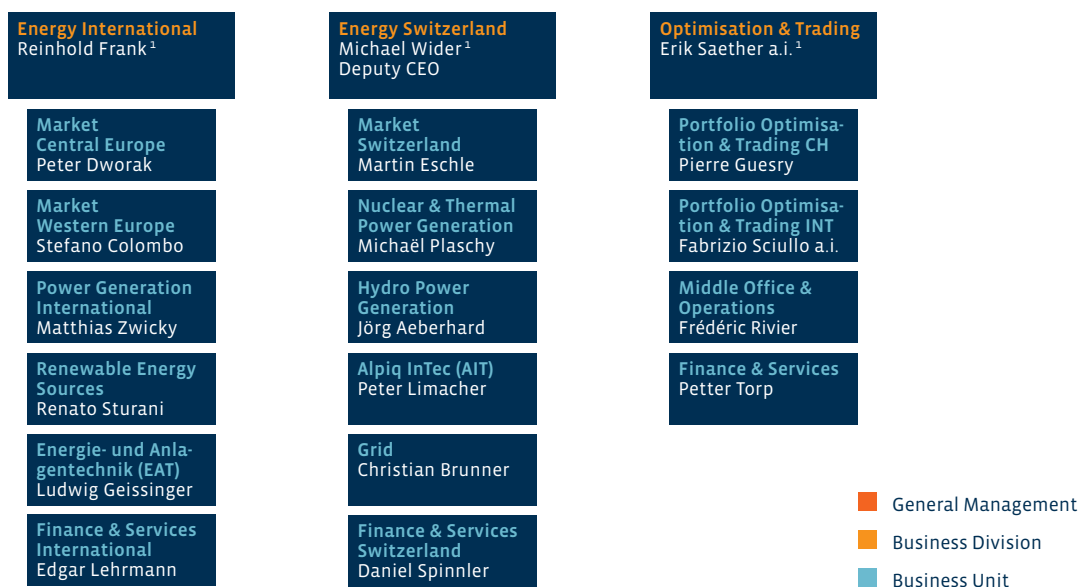 Energy International
Reinhold Frank¹
Market
Central Europe
Peter Dworak
Market
Western Europe
Stefano Colombo
Power Generation
International
Matthias Zwicky
Renewable Energy
Sources
Renato Sturani
Energie- und Anla-
gentechnik (EAT)
Ludwig Geissinger
Finance & Services
International
Edgar Lehrmann
Energy Switzerland
Michael Wider¹
Deputy CEO
Market
Switzerland
Martin Eschle
Nuclear & Thermal
Power Generation
Michaël Plaschy
Hydro Power
Generation
Jörg Aeberhard
Alpiq InTec (AIT)
Peter Limacher
Grid
Christian Brunner
Finance & Services
Switzerland
Daniel Spinnler
Optimisation & Trading
Erik Saether a.i.¹
Portfolio Optimisa-
tion & Trading CH
Pierre Guesry
Portfolio Optimisa-
tion & Trading INT
Fabrizio Sciullo a.i.
Middle Office &
Operations
Frédéric Rivier
Finance & Services
Petter Torp
General Management
Business Division
Business Unit